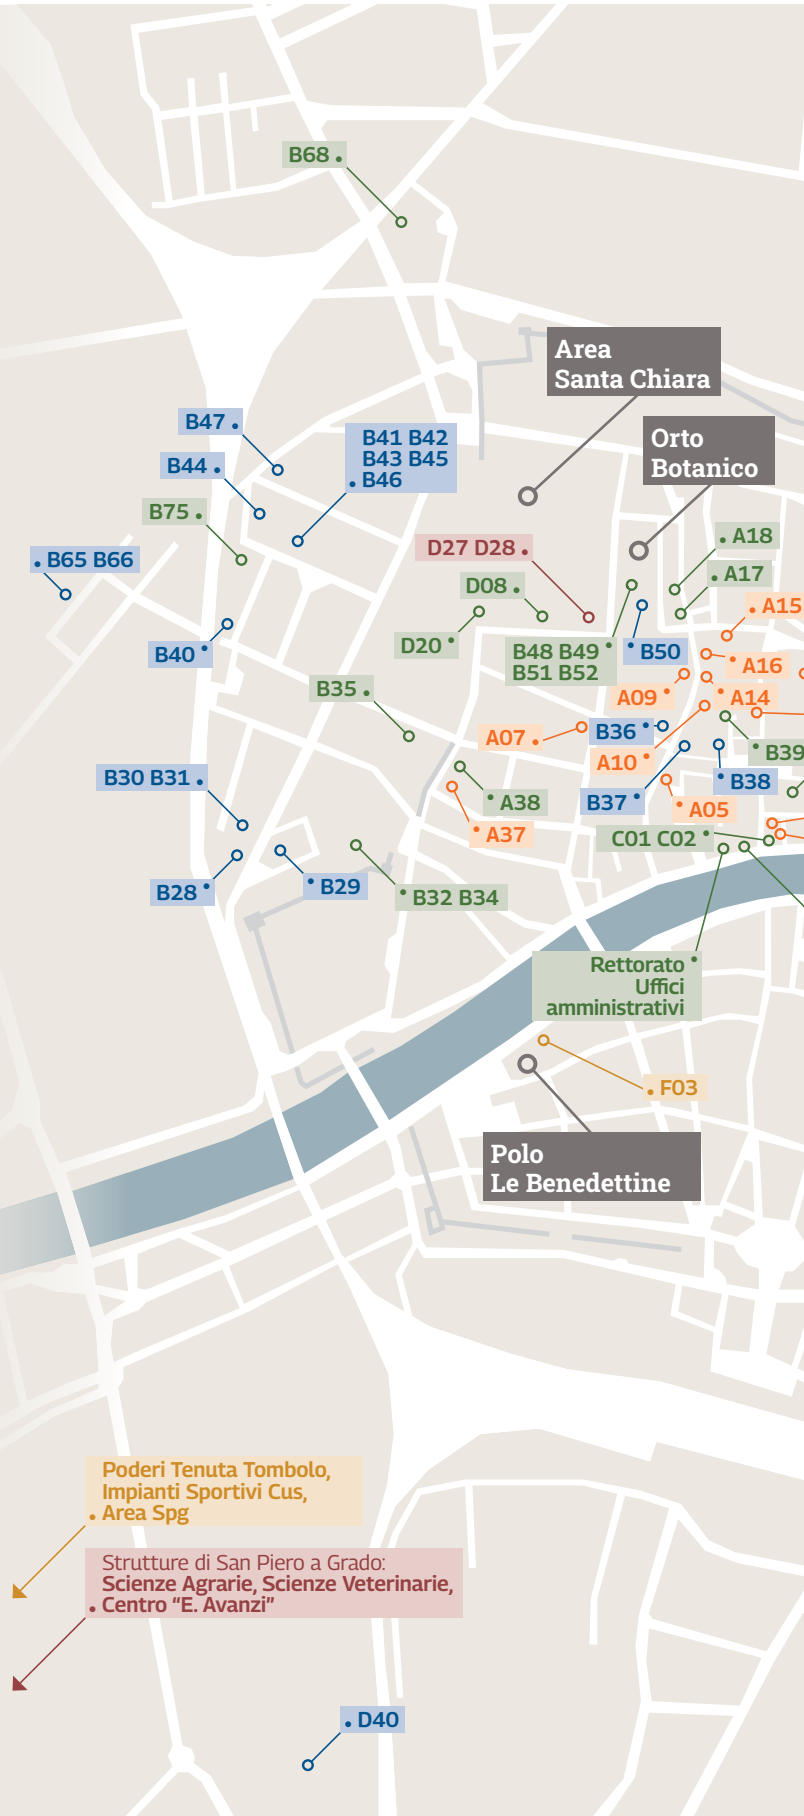 B68
Area
Santa Chiara
B47
B41 B42
B43 B45
B46
Orto
Botanico
B44
B75
A18
D27 D28
B65 B66
A17
D08
A15
D20
B48 B49
B51 B52
B50
B40
A16
B35
A09
A14
A07
B36
B39
A10
B30 B31
B38
B37
A38
A05
A37
C01 C02
B28
B29
B32 B34
Rettorato
Uffici
amministrativi
F03
Polo
Le Benedettine
Poderi Tenuta Tombolo,
Impianti Sportivi Cus,
Area Spg
Strutture di San Piero a Grado:
Scienze Agrarie, Scienze Veterinarie,
Centro “E. Avanzi”
D40